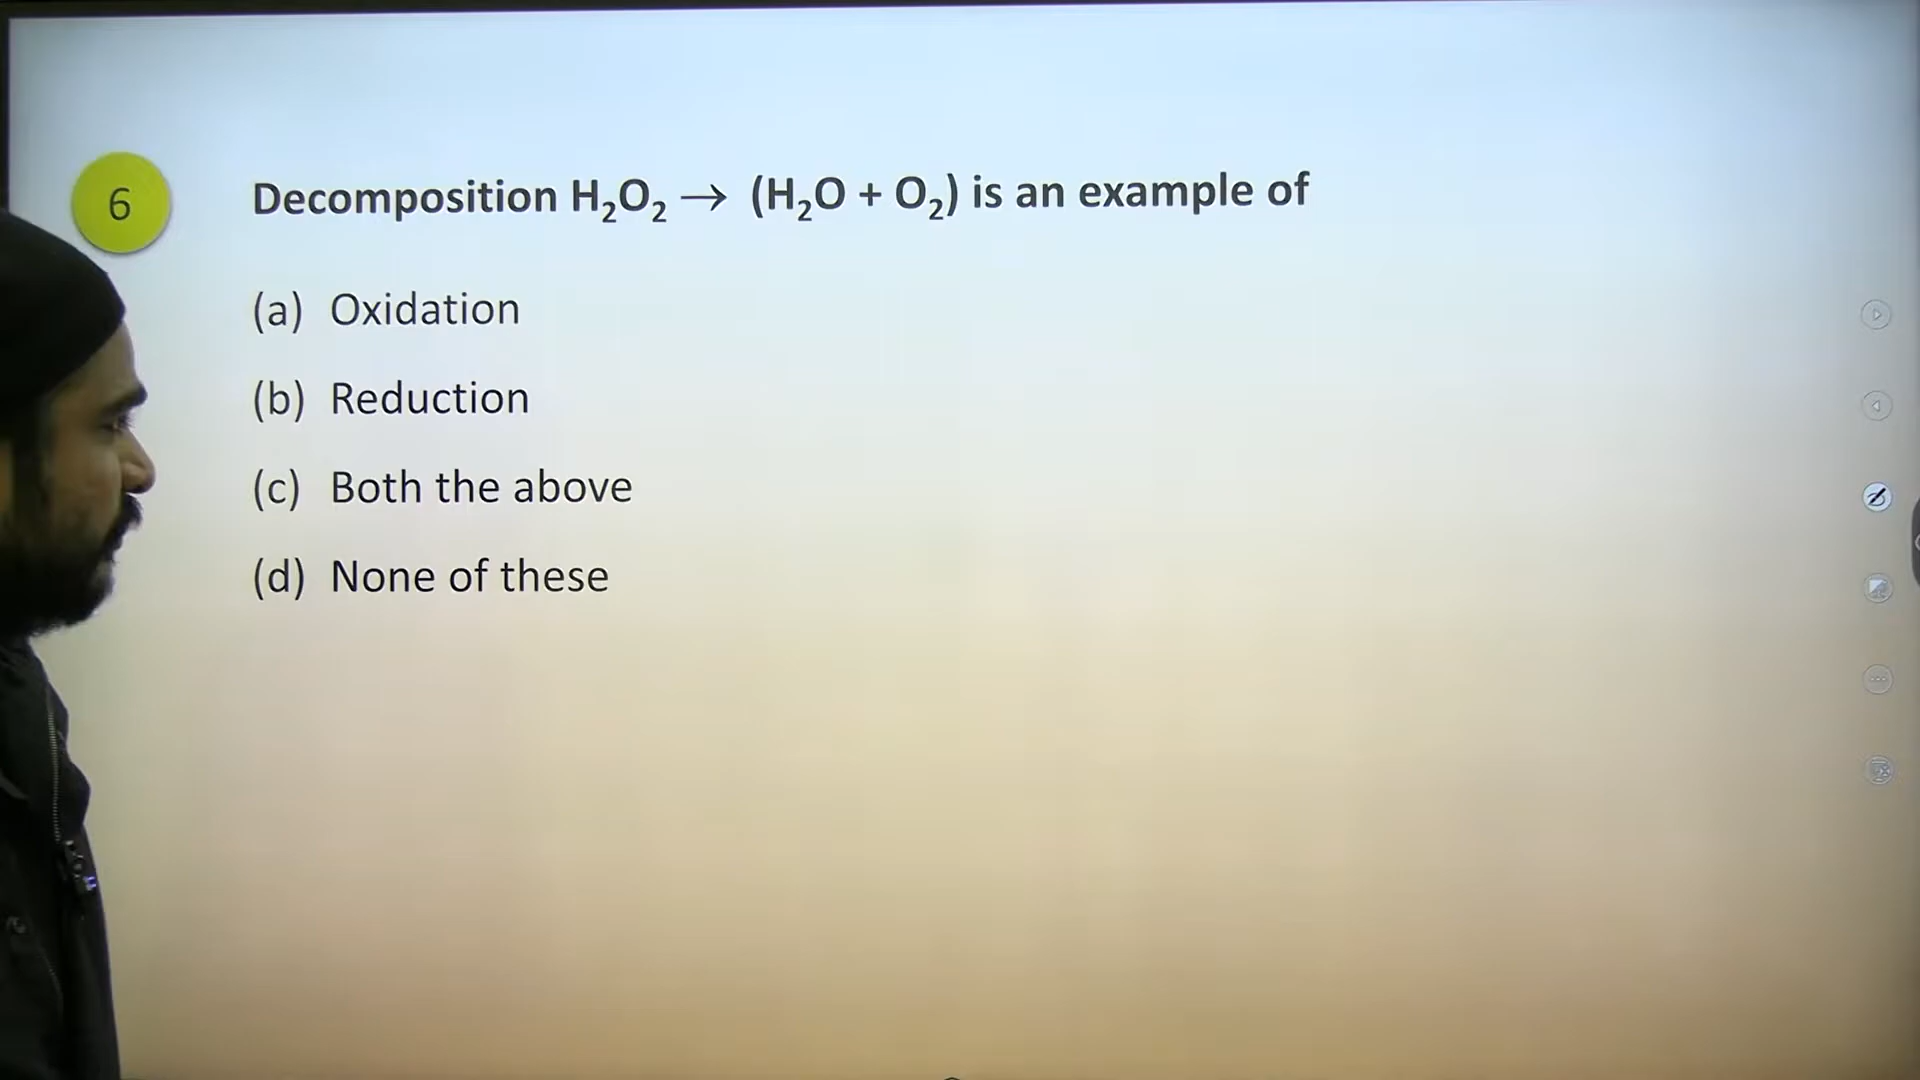 6
Decomposition H₂O₂ → (H₂O + O₂) is an example of
(a) Oxidation
(b) Reduction
(c) Both the above
(d) None of these